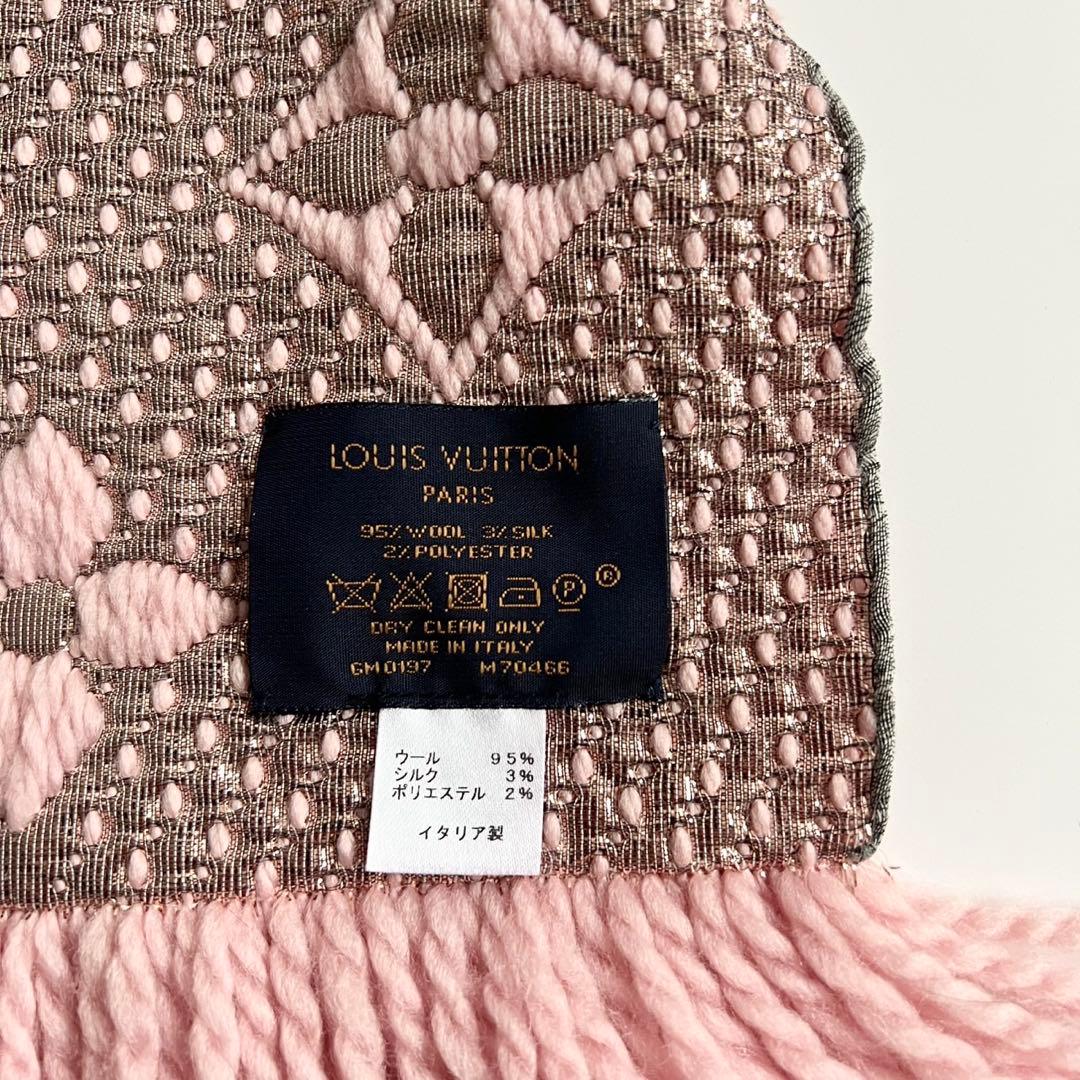 LOUIS VUITTON
PARIS
95% WOOL 3% SILK
2% POLYESTER
P ®
DRY CLEAN ONLY
MADE IN ITALY
GM0197 M70466
ウール 95%
シルク 3%
ポリエステル 2%
イタリア製